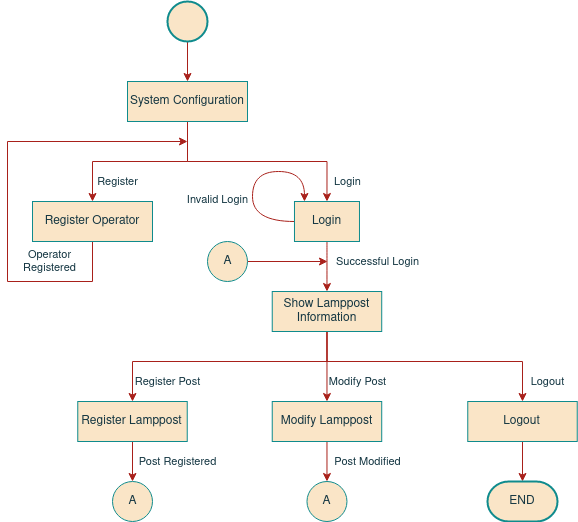 System Configuration
Register
Login
Invalid Login
Register Operator
Login
Operator
Registered
A
Successful Login
Show Lamppost
Information
Register Post
Modify Post
Logout
Register Lamppost
Modify Lamppost
Logout
Post Registered
Post Modified
A
A
END